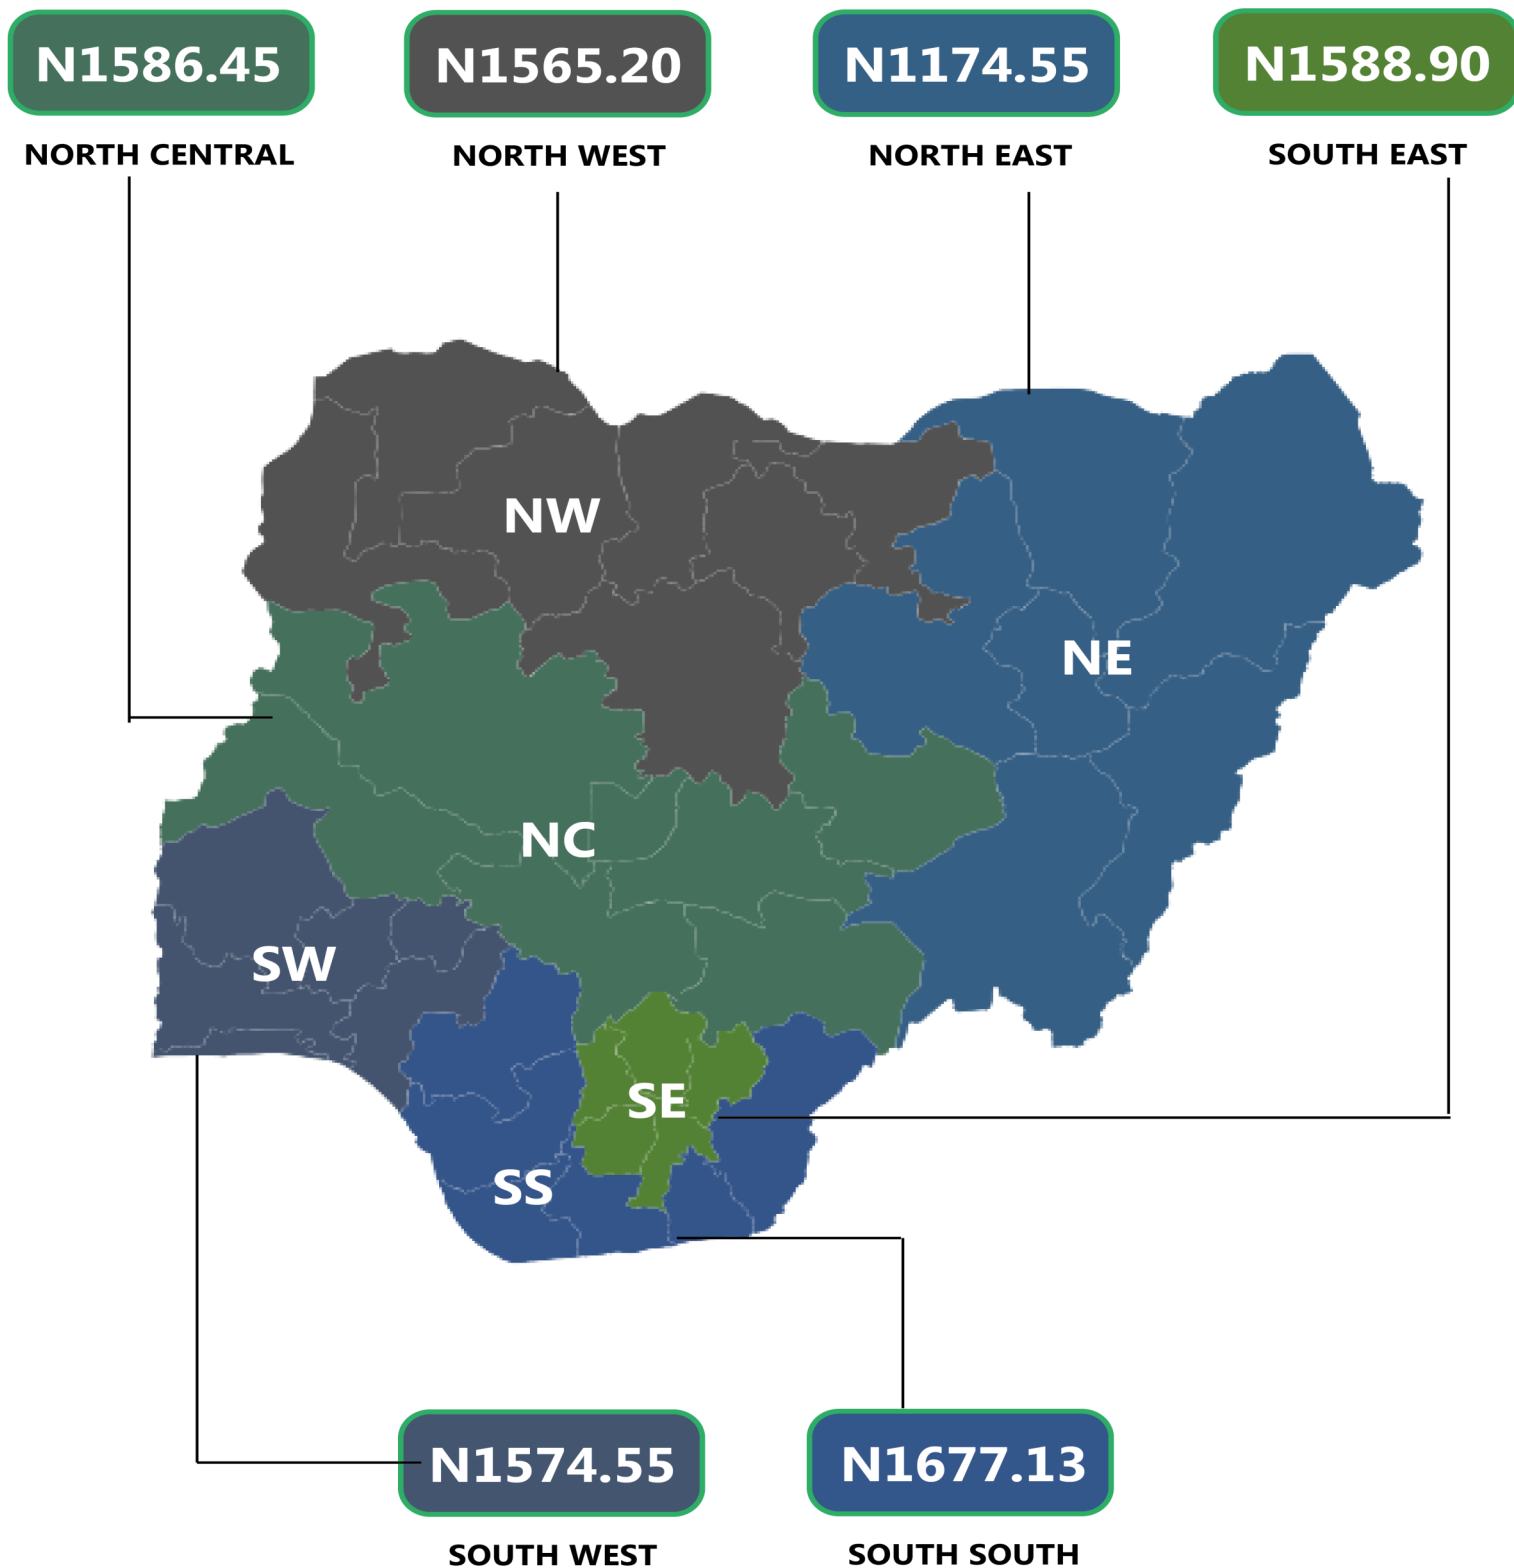 N1586.45
N1565.20
N1174.55
N1588.90
NORTH CENTRAL
NORTH WEST
NORTH EAST
SOUTH EAST
NW
NE
NC
SW
SE
SS
N1574.55
N1677.13
SOUTH WEST
SOUTH SOUTH